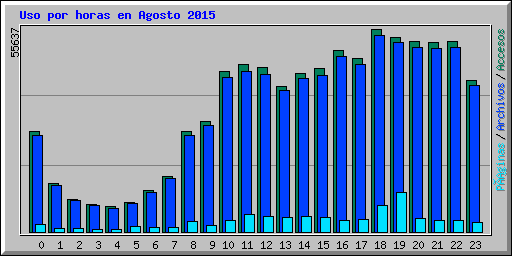 Uso por horas en Agosto 2015
55637
PÃginas / Archivos / Accesos
0 1 2 3 4 5 6 7 8 9 10 11 12 13 14 15 16 17 18 19 20 21 22 23